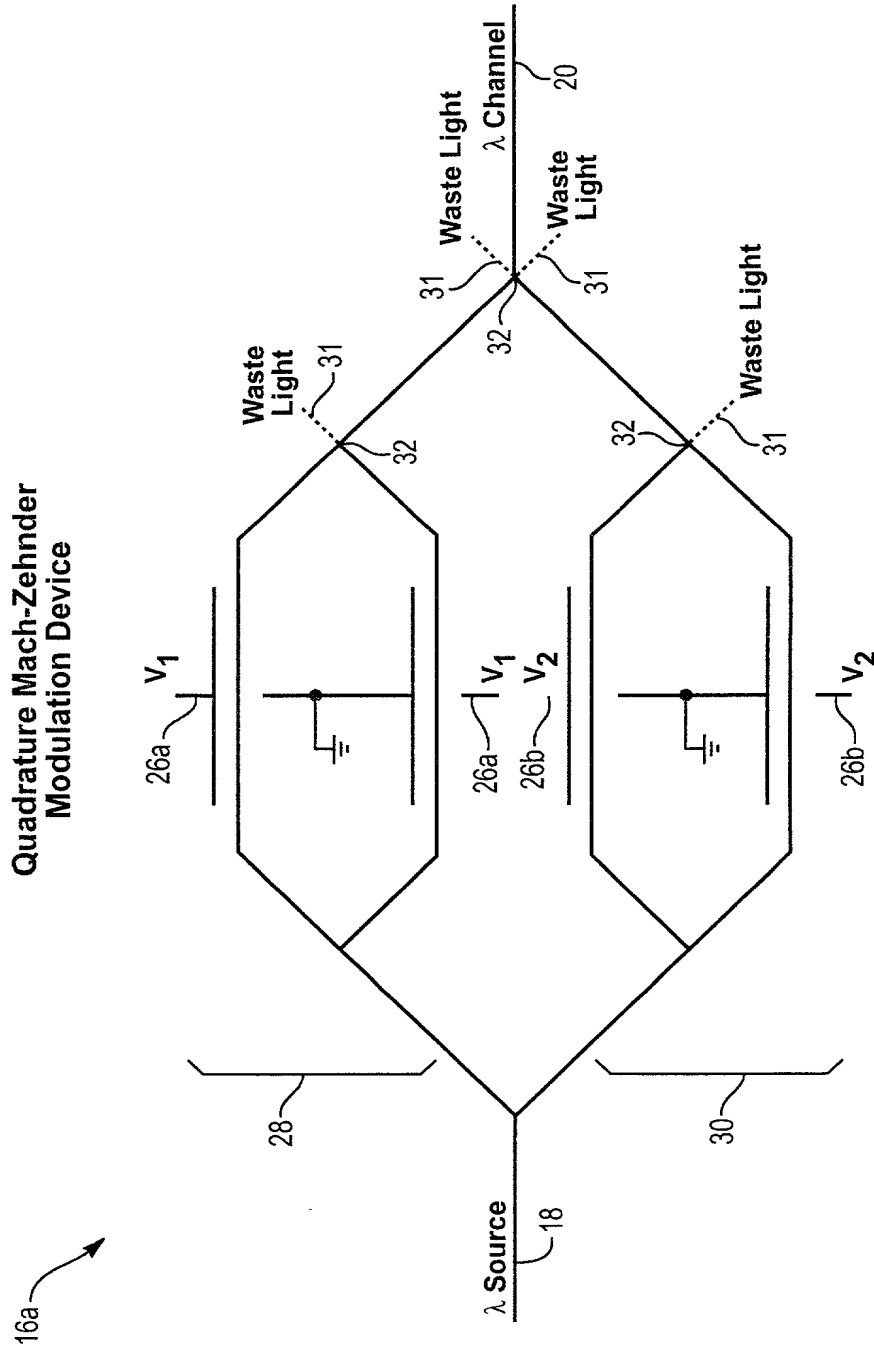 Quadrature Mach-Zehnder
Modulation Device
16a
λ Source
18
28
30
V1
26a
V1
26a
V2
26b
V2
26b
Waste
Light
31
32
32
31
Waste Light
Waste Light
31
32
31
Waste
Light
λ Channel
20